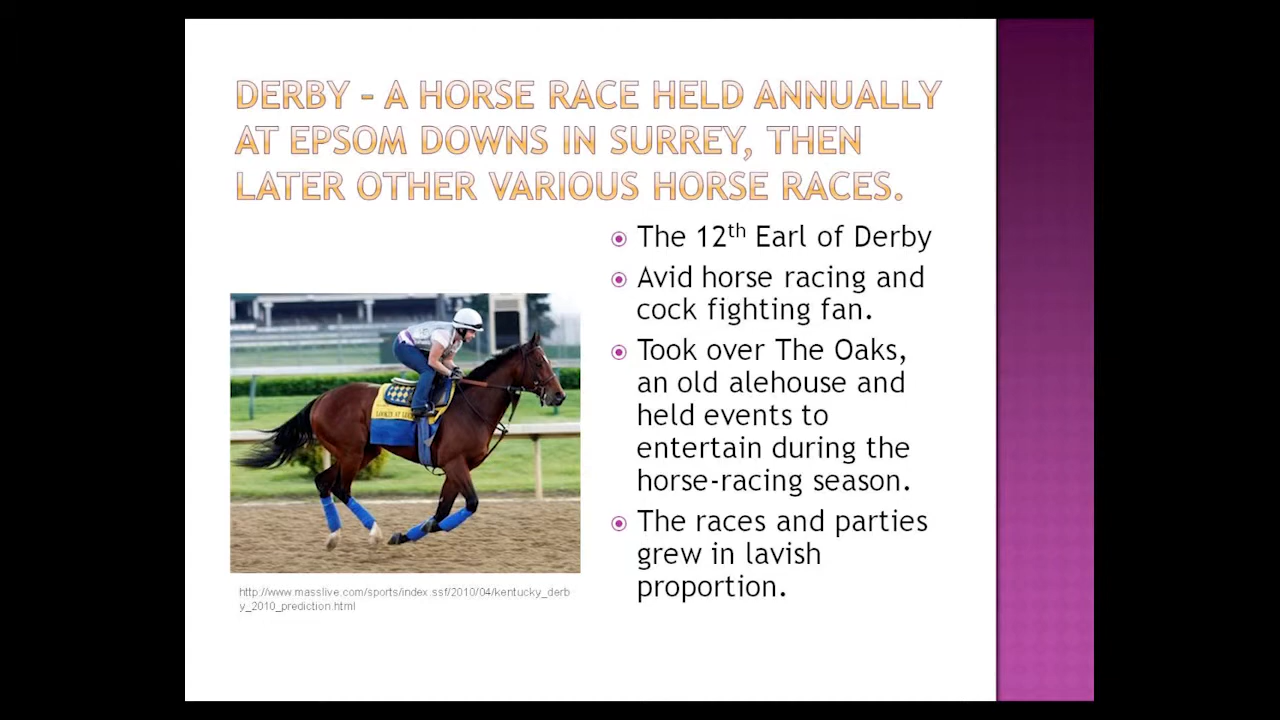 DERBY – A HORSE RACE HELD ANNUALLY
AT EPSOM DOWNS IN SURREY, THEN
LATER OTHER VARIOUS HORSE RACES.
The 12th Earl of Derby
Avid horse racing and
cock fighting fan.
Took over The Oaks,
an old alehouse and
held events to
entertain during the
horse-racing season.
The races and parties
grew in lavish
proportion.
LOOKIN AT LUCKY
http://www.masslive.com/sports/index.ssf/2010/04/kentucky_derb
y_2010_prediction.html